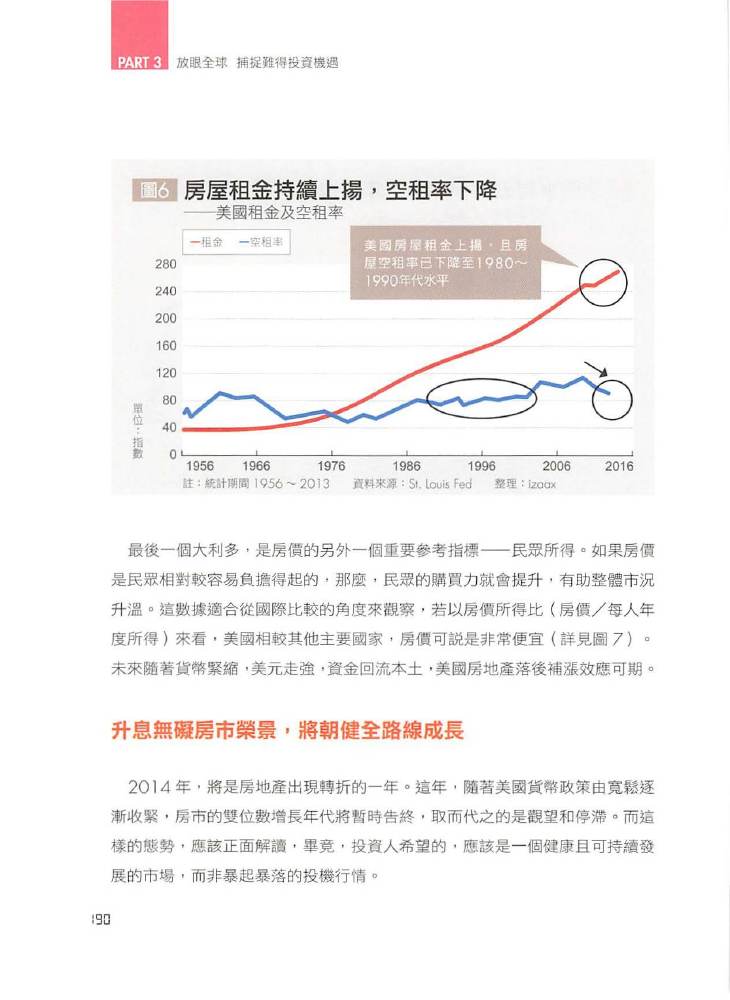 PART 3 放眼全球 捕捉難得投資機遇
圖6 房屋租金持續上揚，空租率下降
——美國租金及空租率
租金 空租率
美國房屋租金上揚，且房
屋空租率已下降至1980～
1990年代水平
280
240
200
160
120
80
40
0
單位：指數
1956 1966 1976 1986 1996 2006 2016
註：統計期間 1956～2013 資料來源：St. Louis Fed 整理：izaax
最後一個大利多，是房價的另外一個重要參考指標——民眾所得。如果房價
是民眾相對較容易負擔得起的，那麼，民眾的購買力就會提升，有助整體市況
升溫。這數據適合從國際比較的角度來觀察，若以房價所得比（房價／每人年
度所得）來看，美國相較其他主要國家，房價可說是非常便宜（詳見圖7）。
未來隨著貨幣緊縮，美元走強，資金回流本土，美國房地產落後補漲效應可期。
升息無礙房市榮景，將朝健全路線成長
2014 年，將是房地產出現轉折的一年。這年，隨著美國貨幣政策由寬鬆逐
漸收緊，房市的雙位數增長年代將暫時告終，取而代之的是觀望和停滯。而這
樣的態勢，應該正面解讀，畢竟，投資人希望的，應該是一個健康且可持續發
展的市場，而非暴起暴落的投機行情。
190